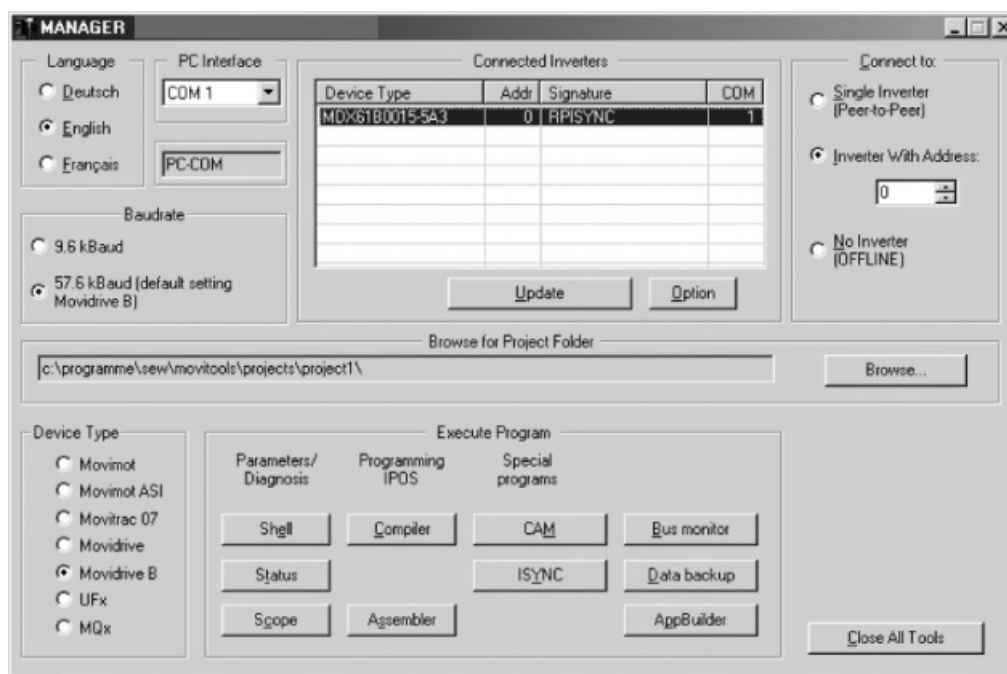 MANAGER
Language
Deutsch
English
Français
PC Interface
COM 1
PC-COM
Baudrate
9.6 kBaud
57.6 kBaud (default setting
Movidrive B)
Connected Inverters
Device Type Addr Signature COM
MDX61B0015-5A3 0 RPISYNC 1
Update
Option
Connect to:
Single Inverter
(Peer-to-Peer)
Inverter With Address:
0
No Inverter
(OFFLINE)
Browse for Project Folder
c:\programme\sew\movitools\projects\project1\
Browse...
Device Type
Movimot
Movimot ASI
Movitrac 07
Movidrive
Movidrive B
UFx
MQx
Execute Program
Parameters/
Diagnosis
Programming
IPOS
Special
programs
Shell
Compiler
CAM
Bus monitor
Status
ISYNC
Data backup
Scope
Assembler
AppBuilder
Close All Tools